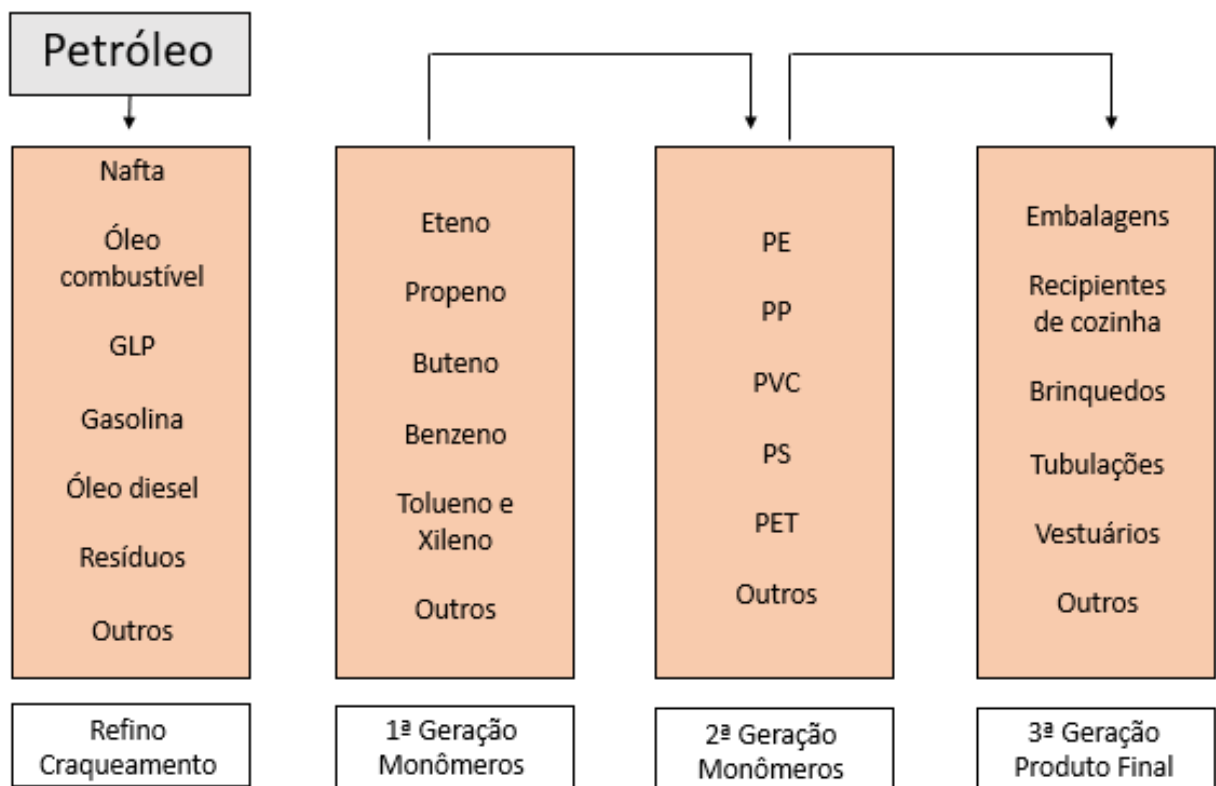 Petróleo
Nafta
Óleo
combustível
GLP
Gasolina
Óleo diesel
Resíduos
Outros
Refino
Craqueamento
Eteno
Propeno
Buteno
Benzeno
Tolueno e
Xileno
Outros
1ª Geração
Monômeros
PE
PP
PVC
PS
PET
Outros
2ª Geração
Monômeros
Embalagens
Recipientes
de cozinha
Brinquedos
Tubulações
Vestuários
Outros
3ª Geração
Produto Final